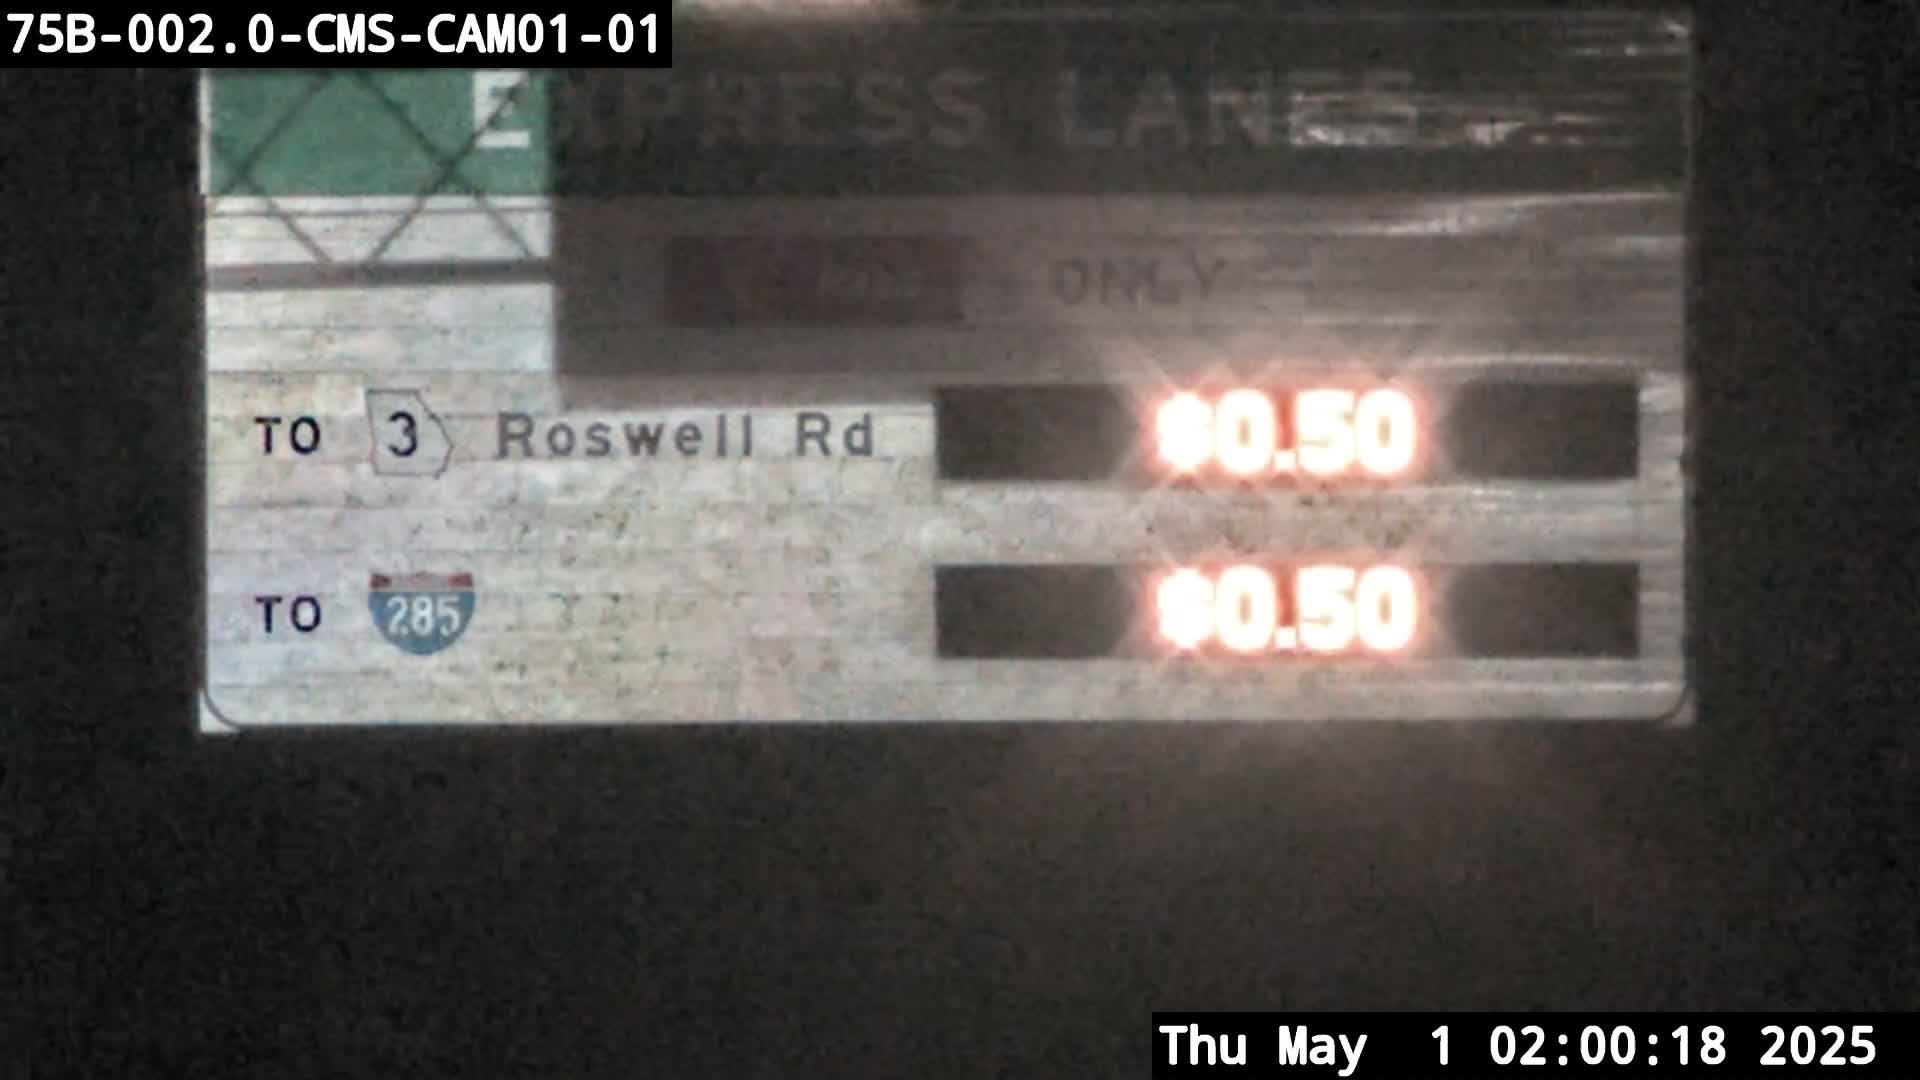 75B-002.0-CMS-CAM01-01
EXPRESS LANES
ONLY
TO 3 Roswell Rd $0.50
TO 285 $0.50
Thu May 1 02:00:18 2025